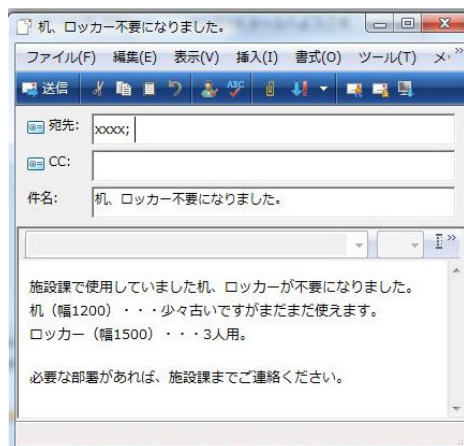 机、ロッカー不要になりました。
ファイル(F) 編集(E) 表示(V) 挿入(I) 書式(O) ツール(T) メ・ »
送信 ABC
宛先: xxxx;
CC:
件名: 机、ロッカー不要になりました。
施設課で使用していました机、ロッカーが不要になりました。
机（幅1200）・・・少々古いですがまだまだ使えます。
ロッカー（幅1500）・・・3人用。
必要な部署があれば、施設課までご連絡ください。